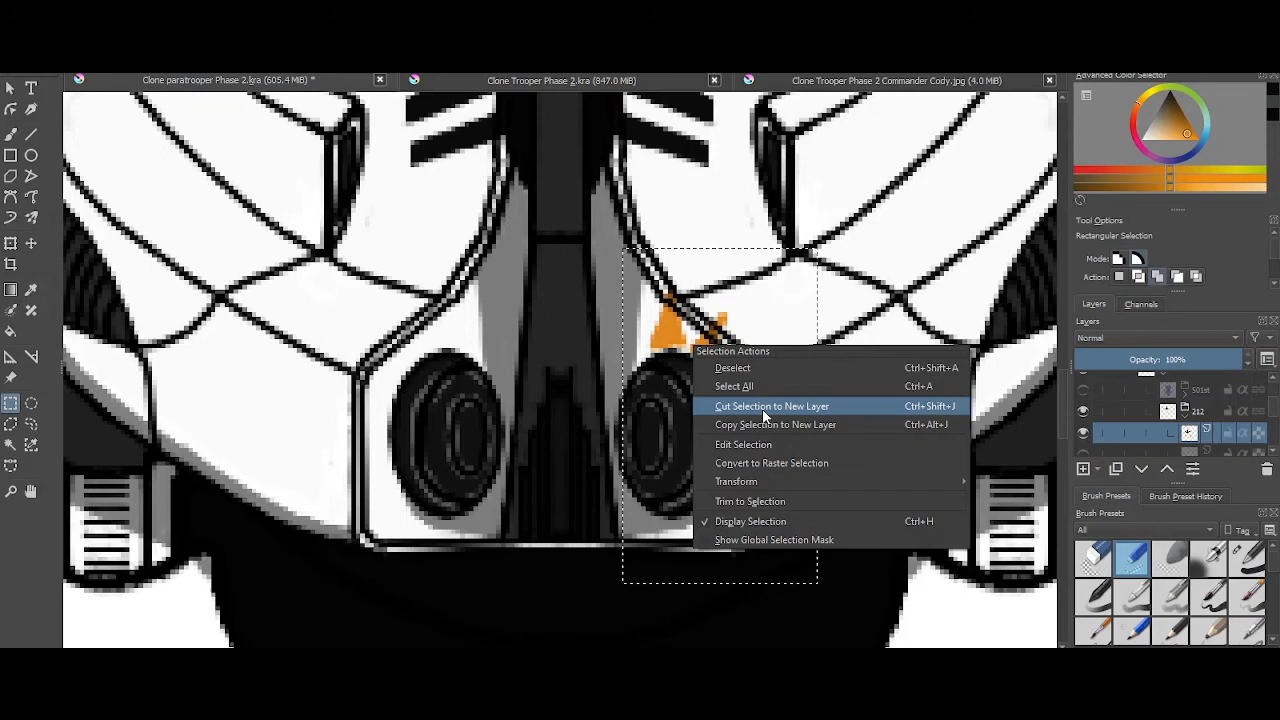 Clone paratrooper Phase 2.kra (605.4 MiB) *
Clone Trooper Phase 2.kra (847.0 MiB)
Clone Trooper Phase 2 Commander Cody.jpg (4.0 MiB)
Advanced Color Selector
Tool Options
Rectangular Selection
Mode:
Action:
Layers
Channels
Layers
Normal
Opacity: 100%
501st
212
Selection Actions
Deselect Ctrl+Shift+A
Select All Ctrl+A
Cut Selection to New Layer Ctrl+Shift+J
Copy Selection to New Layer Ctrl+Alt+J
Edit Selection
Convert to Raster Selection
Transform
Trim to Selection
Display Selection Ctrl+H
Show Global Selection Mask
Brush Presets
Brush Preset History
Brush Presets
All
Tag